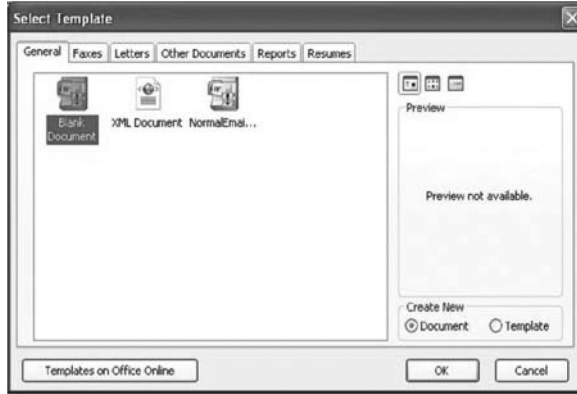 Select Template
General Faxes Letters Other Documents Reports Resumes
Blank
Document
XML Document NormalEmai...
Preview
Preview not available.
Create New
Document Template
Templates on Office Online OK Cancel